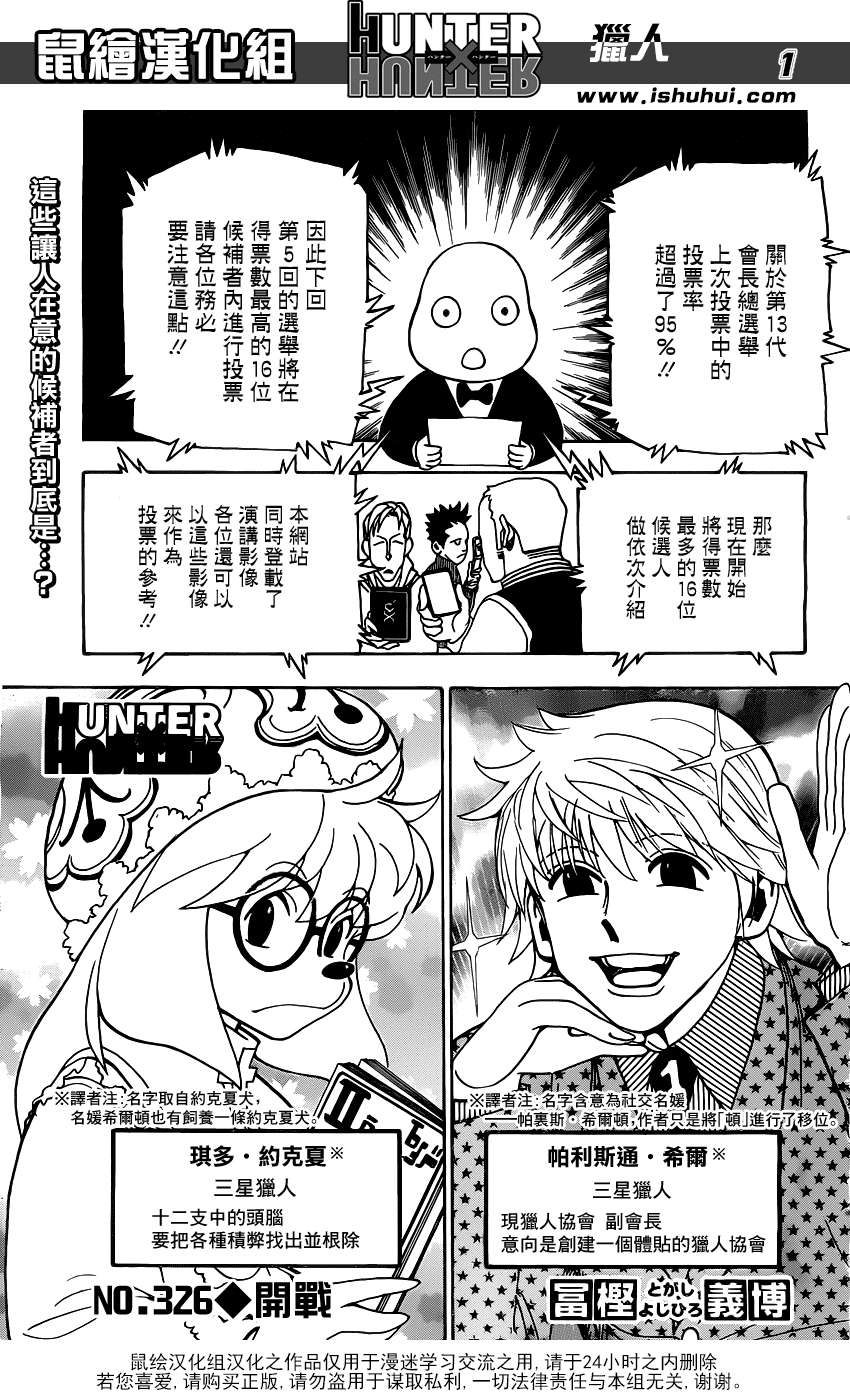 鼠繪漢化組
HUNTER
×
ハンター ハンター
HUNTER
獵人
1
www.ishuhui.com
這些讓人在意的候補者到底是…?
關於第13代
會長總選舉
上次投票中的
投票率
超過了95%!!
因此下回
第5回的選舉將在
得票數最高的16位
候補者內進行投票
請各位務必
要注意這點!!
那麼
現在開始
將得票數
最多的16位
候選人
做依次介紹
本網站
同時登載了
演講影像
各位還可以
以這些影像
來作為
投票的參考!!
HUNTER
×
HUNTER
1
※譯者注:名字含意為社交名媛
——帕裏斯·希爾頓,作者只是將「頓」進行了移位。
帕利斯通·希爾※
三星獵人
現獵人協會 副會長
意向是創建一個體貼的獵人協會
※譯者注:名字取自約克夏犬,
名媛希爾頓也有飼養一條約克夏犬。
琪多·約克夏※
三星獵人
十二支中的頭腦
要把各種積弊找出並根除
NO.326◆開戰
冨樫義博
とがし
よしひろ
鼠绘汉化组汉化之作品仅用于漫迷学习交流之用, 请于24小时之内删除
若您喜爱, 请购买正版, 请勿盗用于谋取私利, 一切法律责任与本组无关, 谢谢。